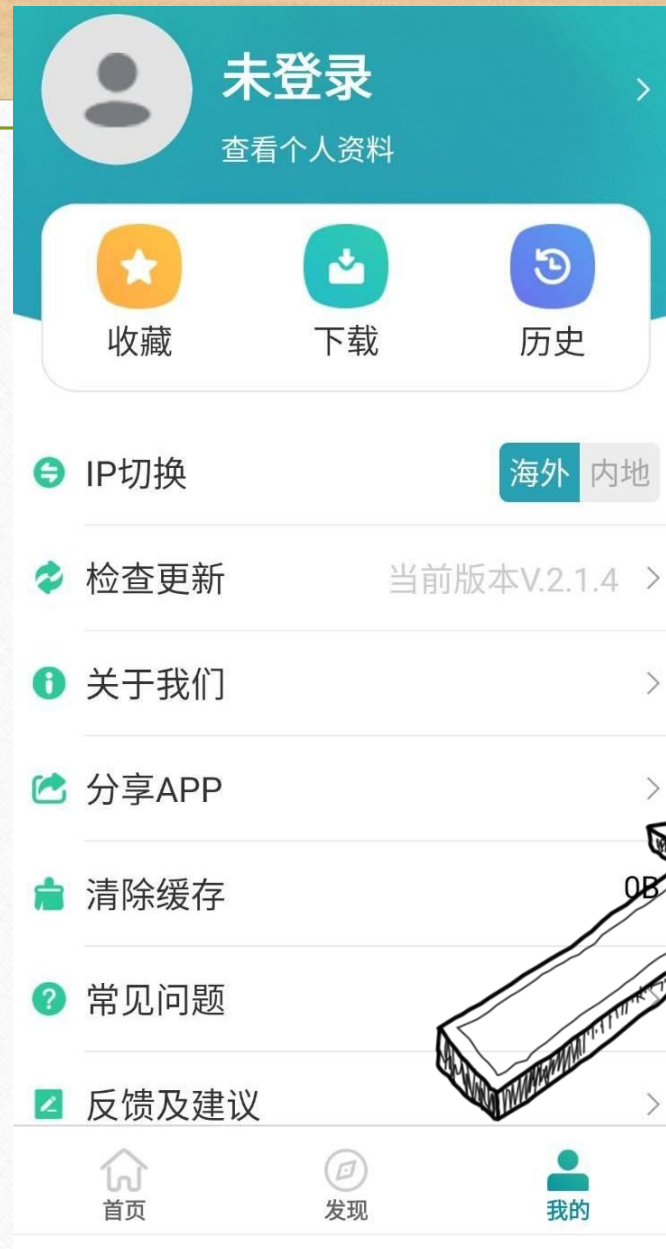 未登录
查看个人资料
收藏 下载 历史
IP切换 海外 内地
检查更新 当前版本V.2.1.4
关于我们
分享APP
清除缓存 0B
常见问题
反馈及建议
首页 发现 我的